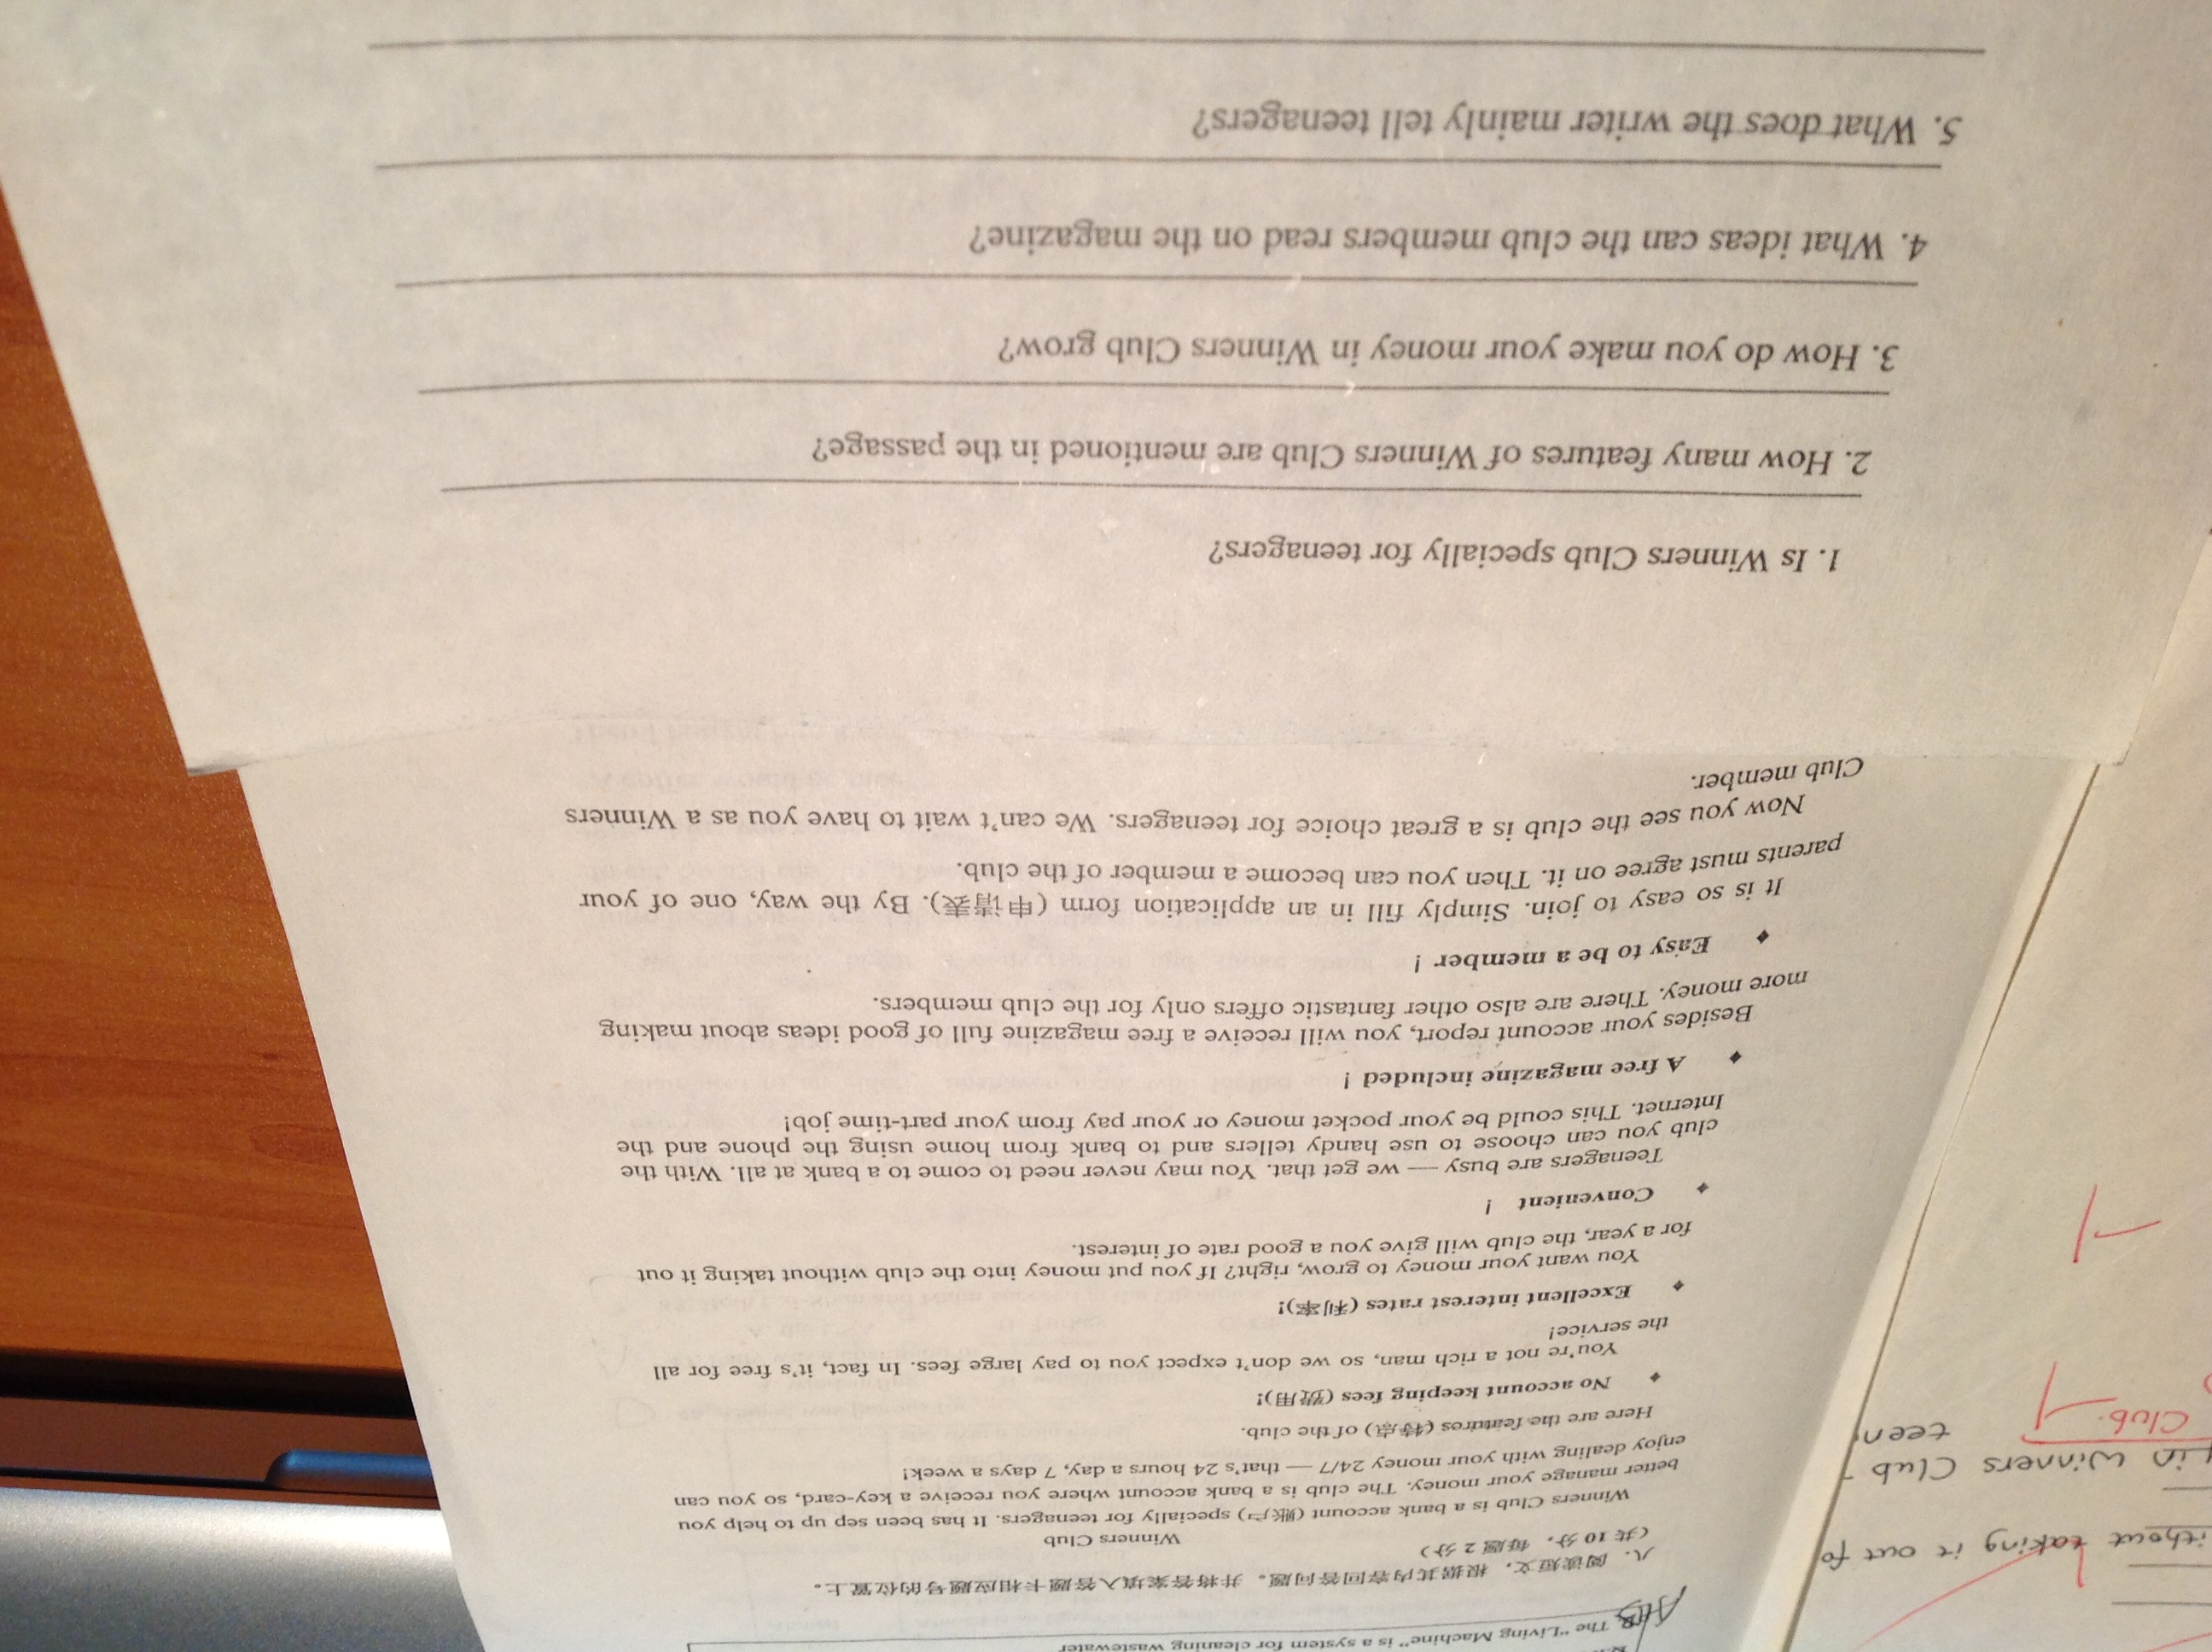 ithout taking it out fo
in Winners Club
Club.
teen
The “Living Machine” is a system for cleaning wastewater
八．阅读短文，根据其内容回答问题。并将答案填入答题卡相应题号的位置上。
（共 10 分，每题 2 分）
Winners Club
Winners Club is a bank account (账户) specially for teenagers. It has been sep up to help you
better manage your money. The club is a bank account where you receive a key-card, so you can
enjoy dealing with your money 24/7 — that’s 24 hours a day, 7 days a week!
Here are the featuros (特点) of the club.
◆ No account keeping fees (费用)!
You’re not a rich man, so we don’t expect you to pay large fees. In fact, it’s free for all
the service!
◆ Excellent interest rates (利率)!
You want your money to grow, right? If you put money into the club without taking it out
for a year, the club will give you a good rate of interest.
◆ Convenient !
Teenagers are busy — we get that. You may never need to come to a bank at all. With the
club you can choose to use handy tellers and to bank from home using the phone and the
Internet. This could be your pocket money or your pay from your part-time job!
◆ A free magazine included !
Besides your account report, you will receive a free magazine full of good ideas about making
more money. There are also other fantastic offers only for the club members.
◆ Easy to be a member !
It is so easy to join. Simply fill in an application form (申请表). By the way, one of your
parents must agree on it. Then you can become a member of the club.
Now you see the club is a great choice for teenagers. We can’t wait to have you as a Winners
Club member.
1. Is Winners Club specially for teenagers?
2. How many features of Winners Club are mentioned in the passage?
3. How do you make your money in Winners Club grow?
4. What ideas can the club members read on the magazine?
5. What does the writer mainly tell teenagers?